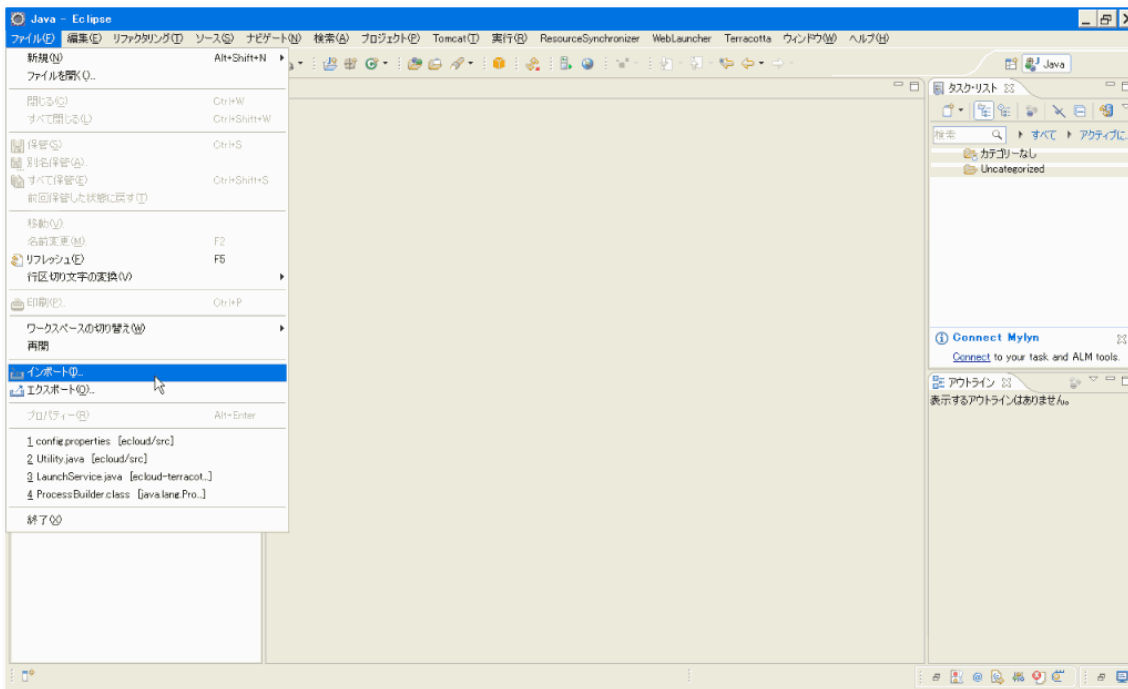 Java - Eclipse
ファイル(F) 編集(E) リファクタリング(T) ソース(S) ナビゲート(N) 検索(A) プロジェクト(P) Tomcat(T) 実行(R) ResourceSynchronizer WebLauncher Terracotta ウィンドウ(W) ヘルプ(H)
新規(N) Alt+Shift+N
ファイルを開く(.)..
閉じる(C) Ctrl+W
すべて閉じる(L) Ctrl+Shift+W
保管(S) Ctrl+S
別名保管(A)..
すべて保管(E) Ctrl+Shift+S
前回保管した状態に戻す(T)
移動(V)..
名前変更(M).. F2
リフレッシュ(F) F5
行区切り文字の変換(V)
印刷(P).. Ctrl+P
ワークスペースの切り替え(W)
再開
インポート(I)..
エクスポート(O)..
プロパティー(R) Alt+Enter
1 config.properties [ecloud/src]
2 Utility.java [ecloud/src]
3 LaunchService.java [ecloud-terracot..]
4 ProcessBuilder.class [java.lang.Pro..]
終了(X)
Java
タスク・リスト
検索 すべて アクティブに..
カテゴリーなし
Uncategorized
Connect Mylyn
Connect to your task and ALM tools.
アウトライン
表示するアウトラインはありません。